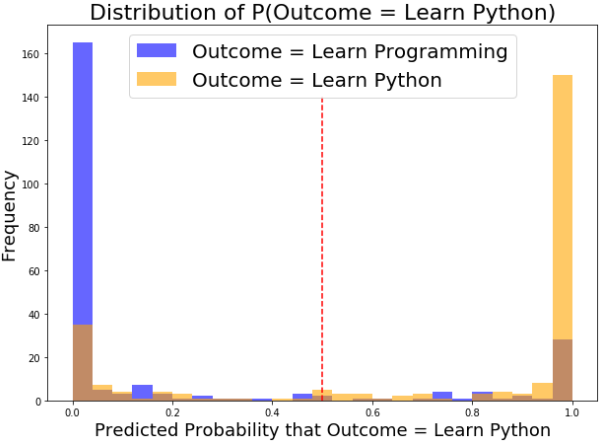 Distribution of P(Outcome = Learn Python)
Outcome = Learn Programming
Outcome = Learn Python
Frequency
160
140
120
100
80
60
40
20
0
0.0 0.2 0.4 0.6 0.8 1.0
Predicted Probability that Outcome = Learn Python